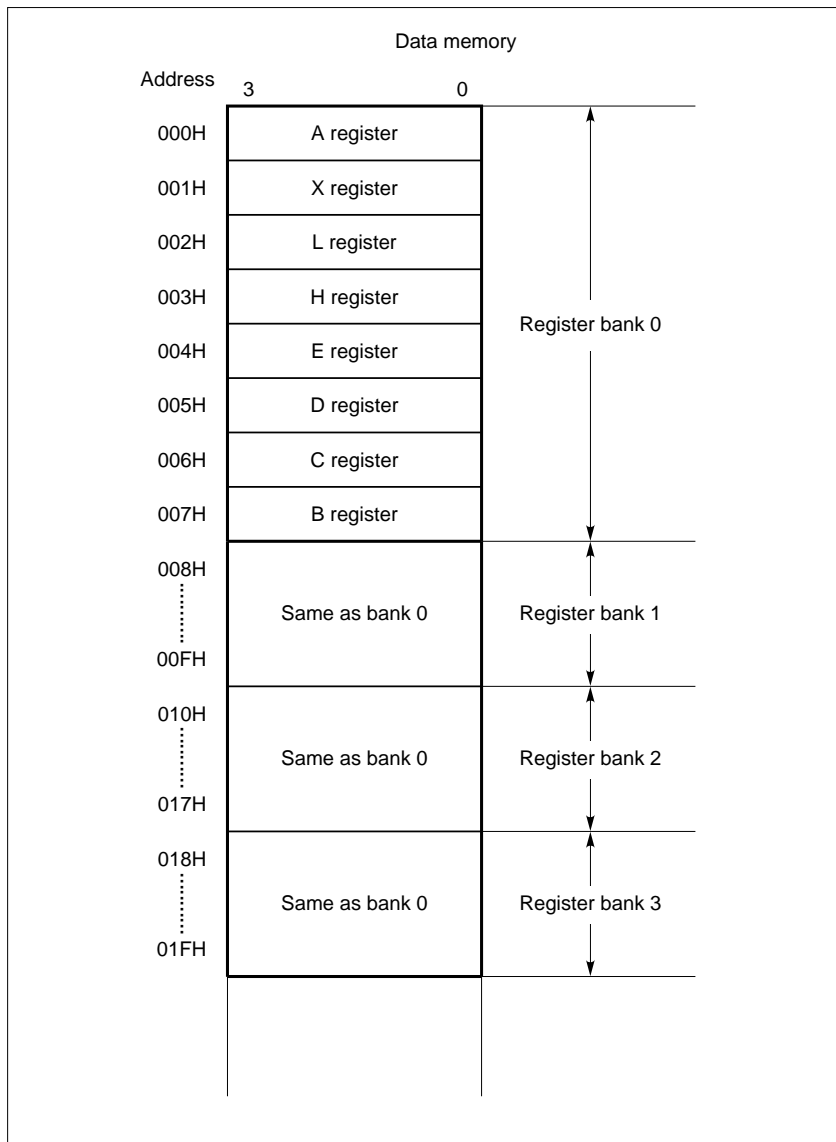 Data memory
Address
3 0
000H A register
001H X register
002H L register
003H H register
Register bank 0
004H E register
005H D register
006H C register
007H B register
008H
Same as bank 0 Register bank 1
00FH
010H
Same as bank 0 Register bank 2
017H
018H
Same as bank 0 Register bank 3
01FH